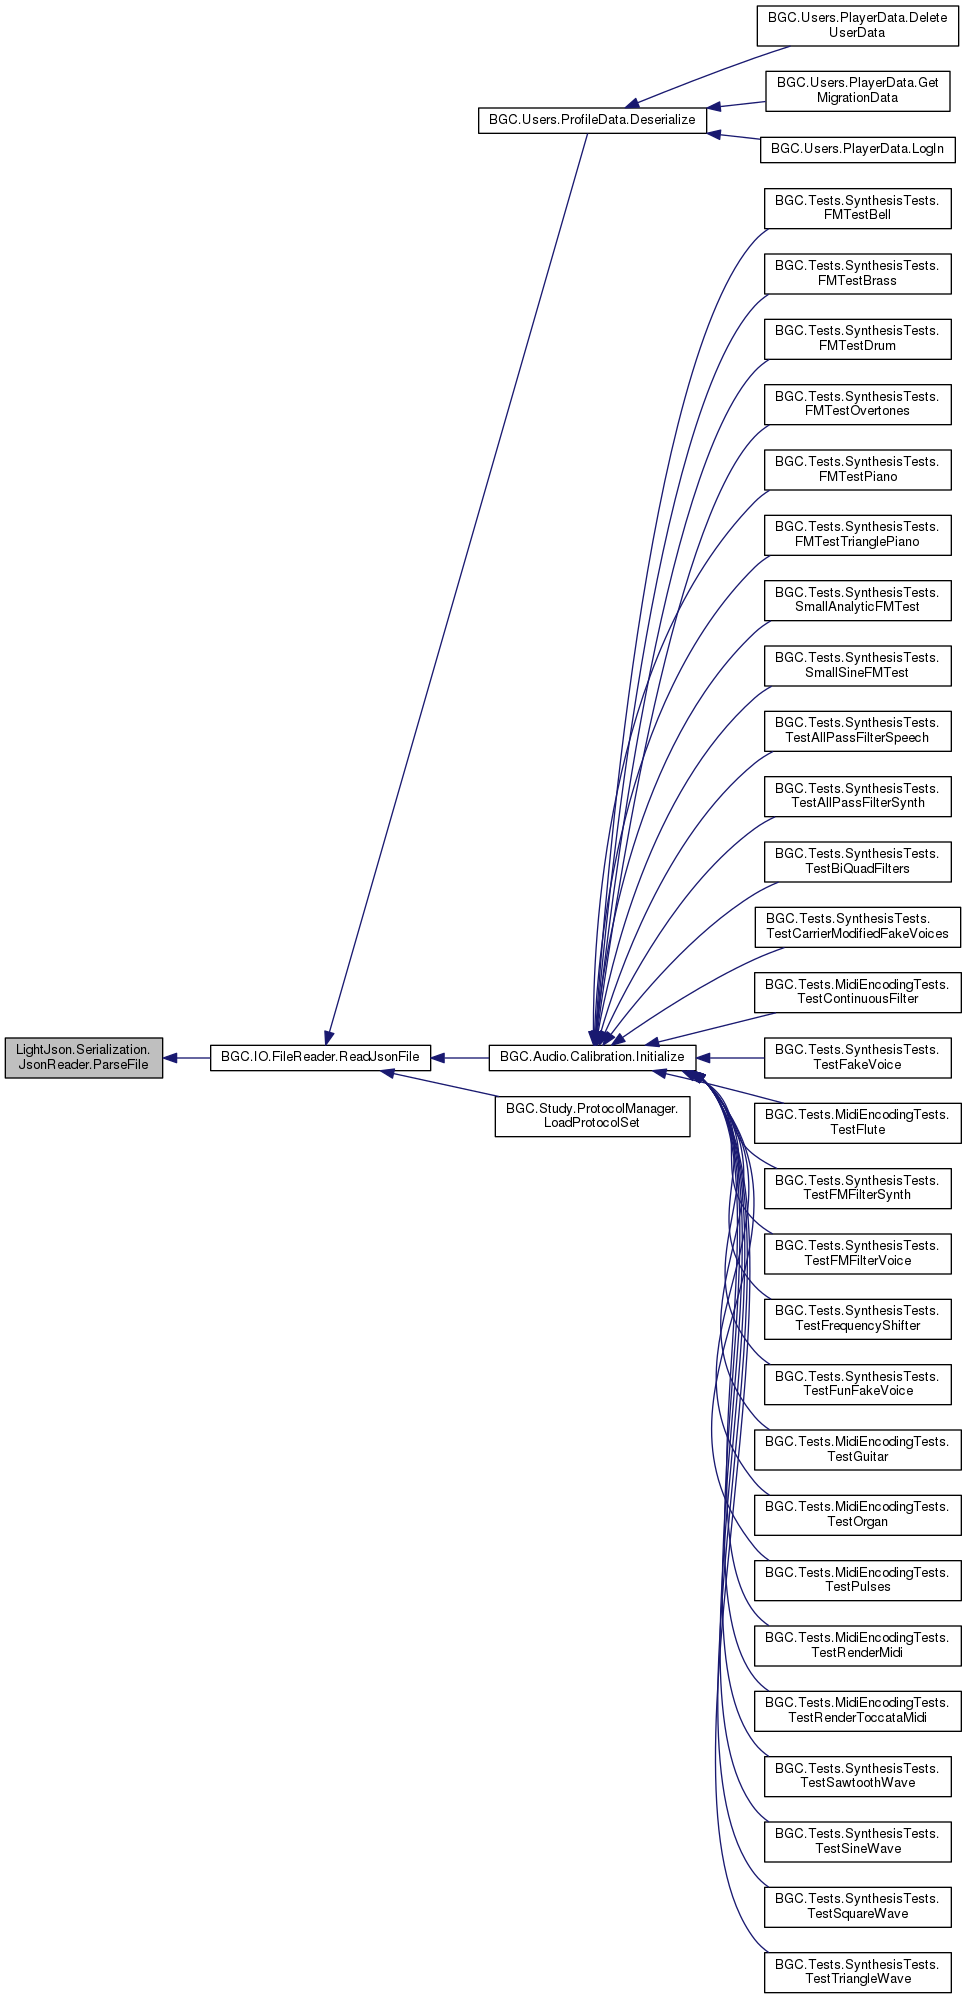 BGC.Users.PlayerData.Delete
UserData
BGC.Users.PlayerData.Get
MigrationData
BGC.Users.ProfileData.Deserialize
BGC.Users.PlayerData.LogIn
BGC.Tests.SynthesisTests.
FMTestBell
BGC.Tests.SynthesisTests.
FMTestBrass
BGC.Tests.SynthesisTests.
FMTestDrum
BGC.Tests.SynthesisTests.
FMTestOvertones
BGC.Tests.SynthesisTests.
FMTestPiano
BGC.Tests.SynthesisTests.
FMTestTrianglePiano
BGC.Tests.SynthesisTests.
SmallAnalyticFMTest
BGC.Tests.SynthesisTests.
SmallSineFMTest
BGC.Tests.SynthesisTests.
TestAllPassFilterSpeech
BGC.Tests.SynthesisTests.
TestAllPassFilterSynth
BGC.Tests.SynthesisTests.
TestBiQuadFilters
BGC.Tests.SynthesisTests.
TestCarrierModifiedFakeVoices
BGC.Tests.MidiEncodingTests.
TestContinuousFilter
LightJson.Serialization.
JsonReader.ParseFile
BGC.IO.FileReader.ReadJsonFile
BGC.Audio.Calibration.Initialize
BGC.Tests.SynthesisTests.
TestFakeVoice
BGC.Study.ProtocolManager.
LoadProtocolSet
BGC.Tests.MidiEncodingTests.
TestFlute
BGC.Tests.SynthesisTests.
TestFMFilterSynth
BGC.Tests.SynthesisTests.
TestFMFilterVoice
BGC.Tests.SynthesisTests.
TestFrequencyShifter
BGC.Tests.SynthesisTests.
TestFunFakeVoice
BGC.Tests.MidiEncodingTests.
TestGuitar
BGC.Tests.MidiEncodingTests.
TestOrgan
BGC.Tests.MidiEncodingTests.
TestPulses
BGC.Tests.MidiEncodingTests.
TestRenderMidi
BGC.Tests.MidiEncodingTests.
TestRenderToccataMidi
BGC.Tests.SynthesisTests.
TestSawtoothWave
BGC.Tests.SynthesisTests.
TestSineWave
BGC.Tests.SynthesisTests.
TestSquareWave
BGC.Tests.SynthesisTests.
TestTriangleWave